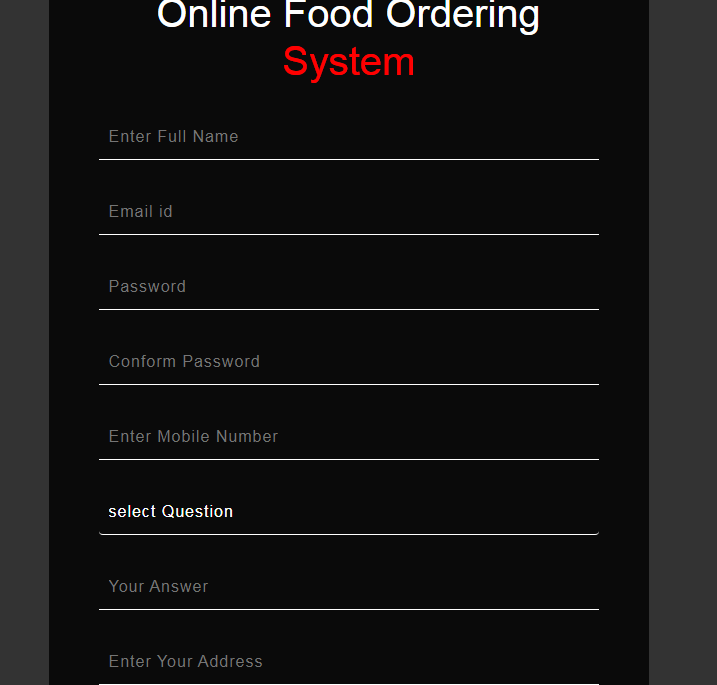 Online Food Ordering
System
Enter Full Name
Email id
Password
Conform Password
Enter Mobile Number
select Question
Your Answer
Enter Your Address